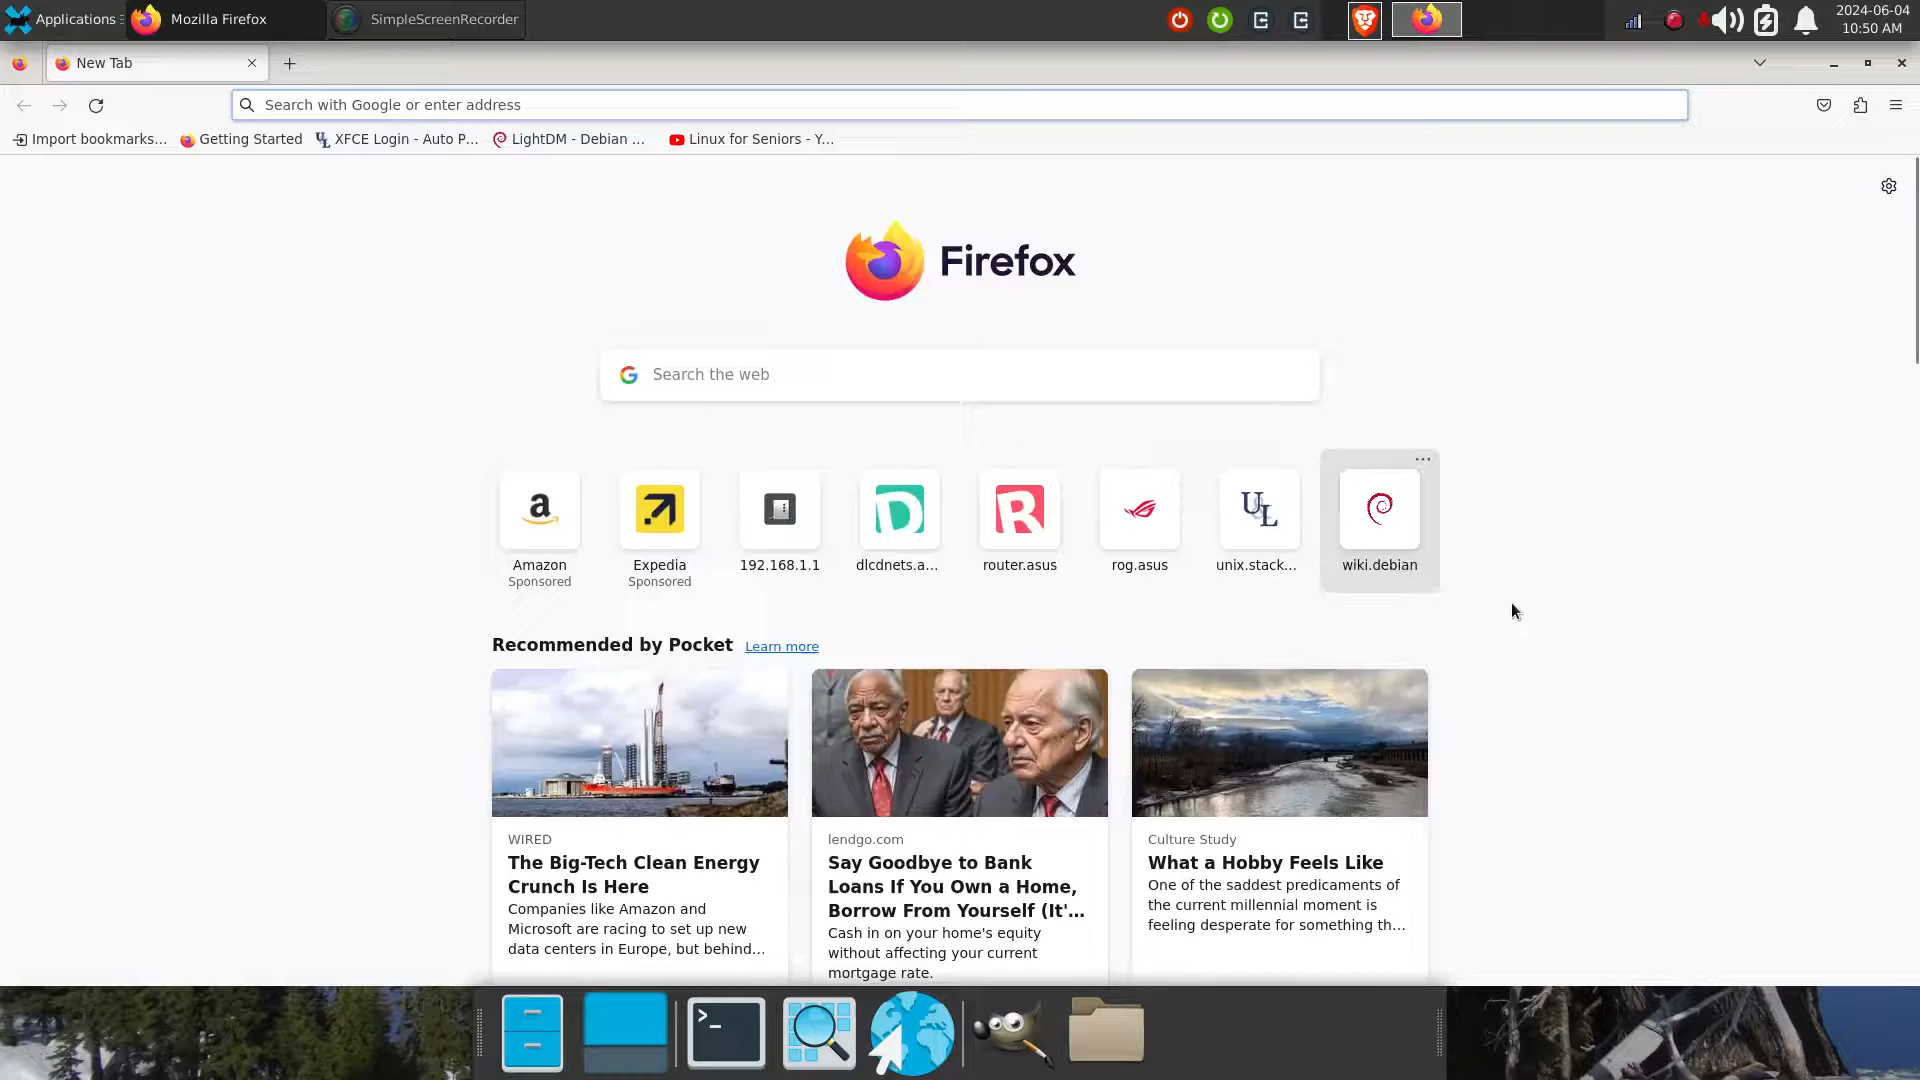 Applications
Mozilla Firefox
SimpleScreenRecorder
2024-06-04
10:50 AM
New Tab
Search with Google or enter address
Import bookmarks...
Getting Started
XFCE Login - Auto P...
LightDM - Debian ...
Linux for Seniors - Y...
Firefox
Search the web
Amazon
Sponsored
Expedia
Sponsored
192.168.1.1
dlcdnets.a...
router.asus
rog.asus
unix.stack...
wiki.debian
Recommended by Pocket Learn more
WIRED
The Big-Tech Clean Energy
Crunch Is Here
Companies like Amazon and
Microsoft are racing to set up new
data centers in Europe, but behind...
lendgo.com
Say Goodbye to Bank
Loans If You Own a Home,
Borrow From Yourself (It'...
Cash in on your home's equity
without affecting your current
mortgage rate.
Culture Study
What a Hobby Feels Like
One of the saddest predicaments of
the current millennial moment is
feeling desperate for something th...